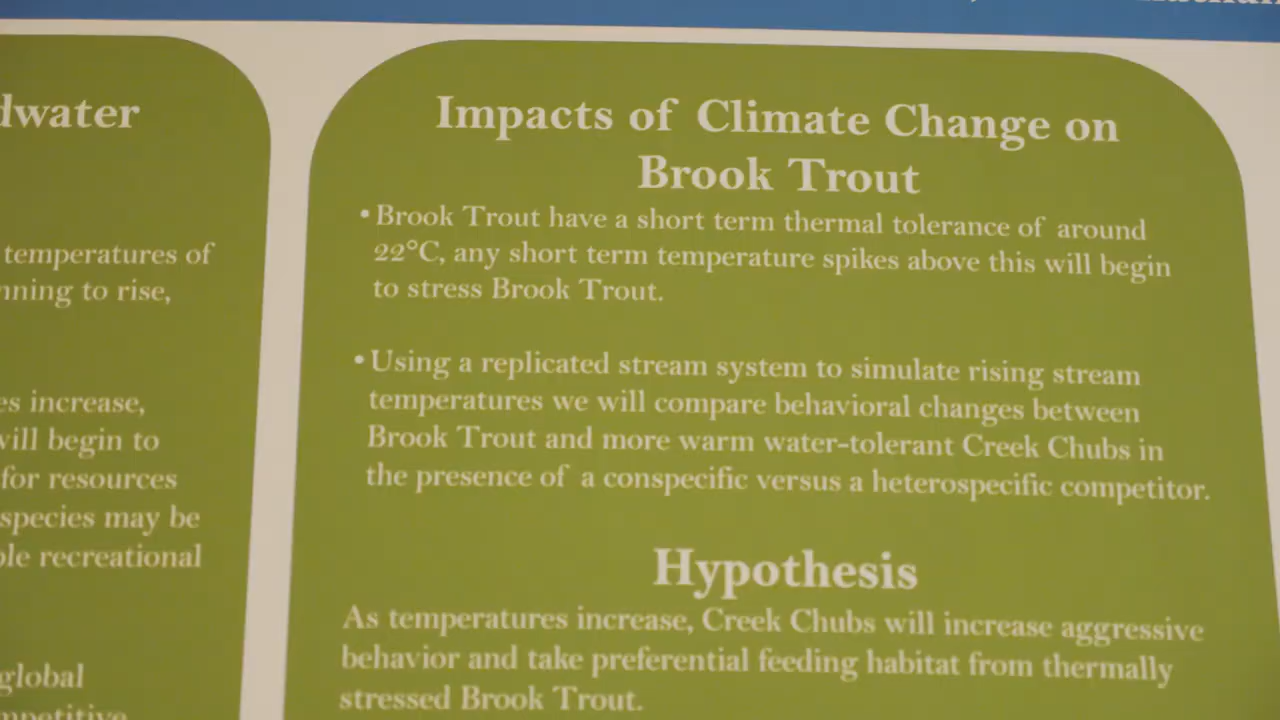 dwater
temperatures of
nning to rise,
es increase,
will begin to
for resources
species may be
ble recreational
global
mpetitive
Impacts of Climate Change on
Brook Trout
• Brook Trout have a short term thermal tolerance of around
22°C, any short term temperature spikes above this will begin
to stress Brook Trout.
• Using a replicated stream system to simulate rising stream
temperatures we will compare behavioral changes between
Brook Trout and more warm water-tolerant Creek Chubs in
the presence of a conspecific versus a heterospecific competitor.
Hypothesis
As temperatures increase, Creek Chubs will increase aggressive
behavior and take preferential feeding habitat from thermally
stressed Brook Trout.